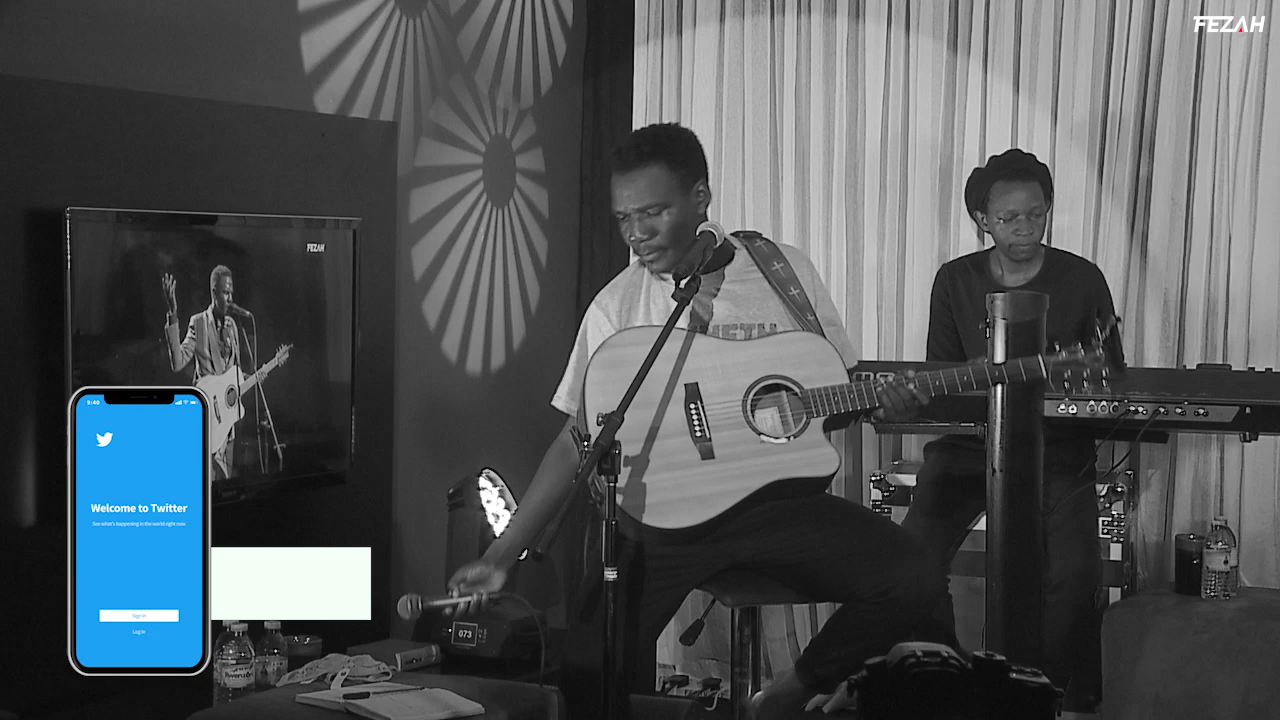 FEZAH
FEZAH
9:40
Welcome to Twitter
See what's happening in the world right now
Sign in
Log in
073